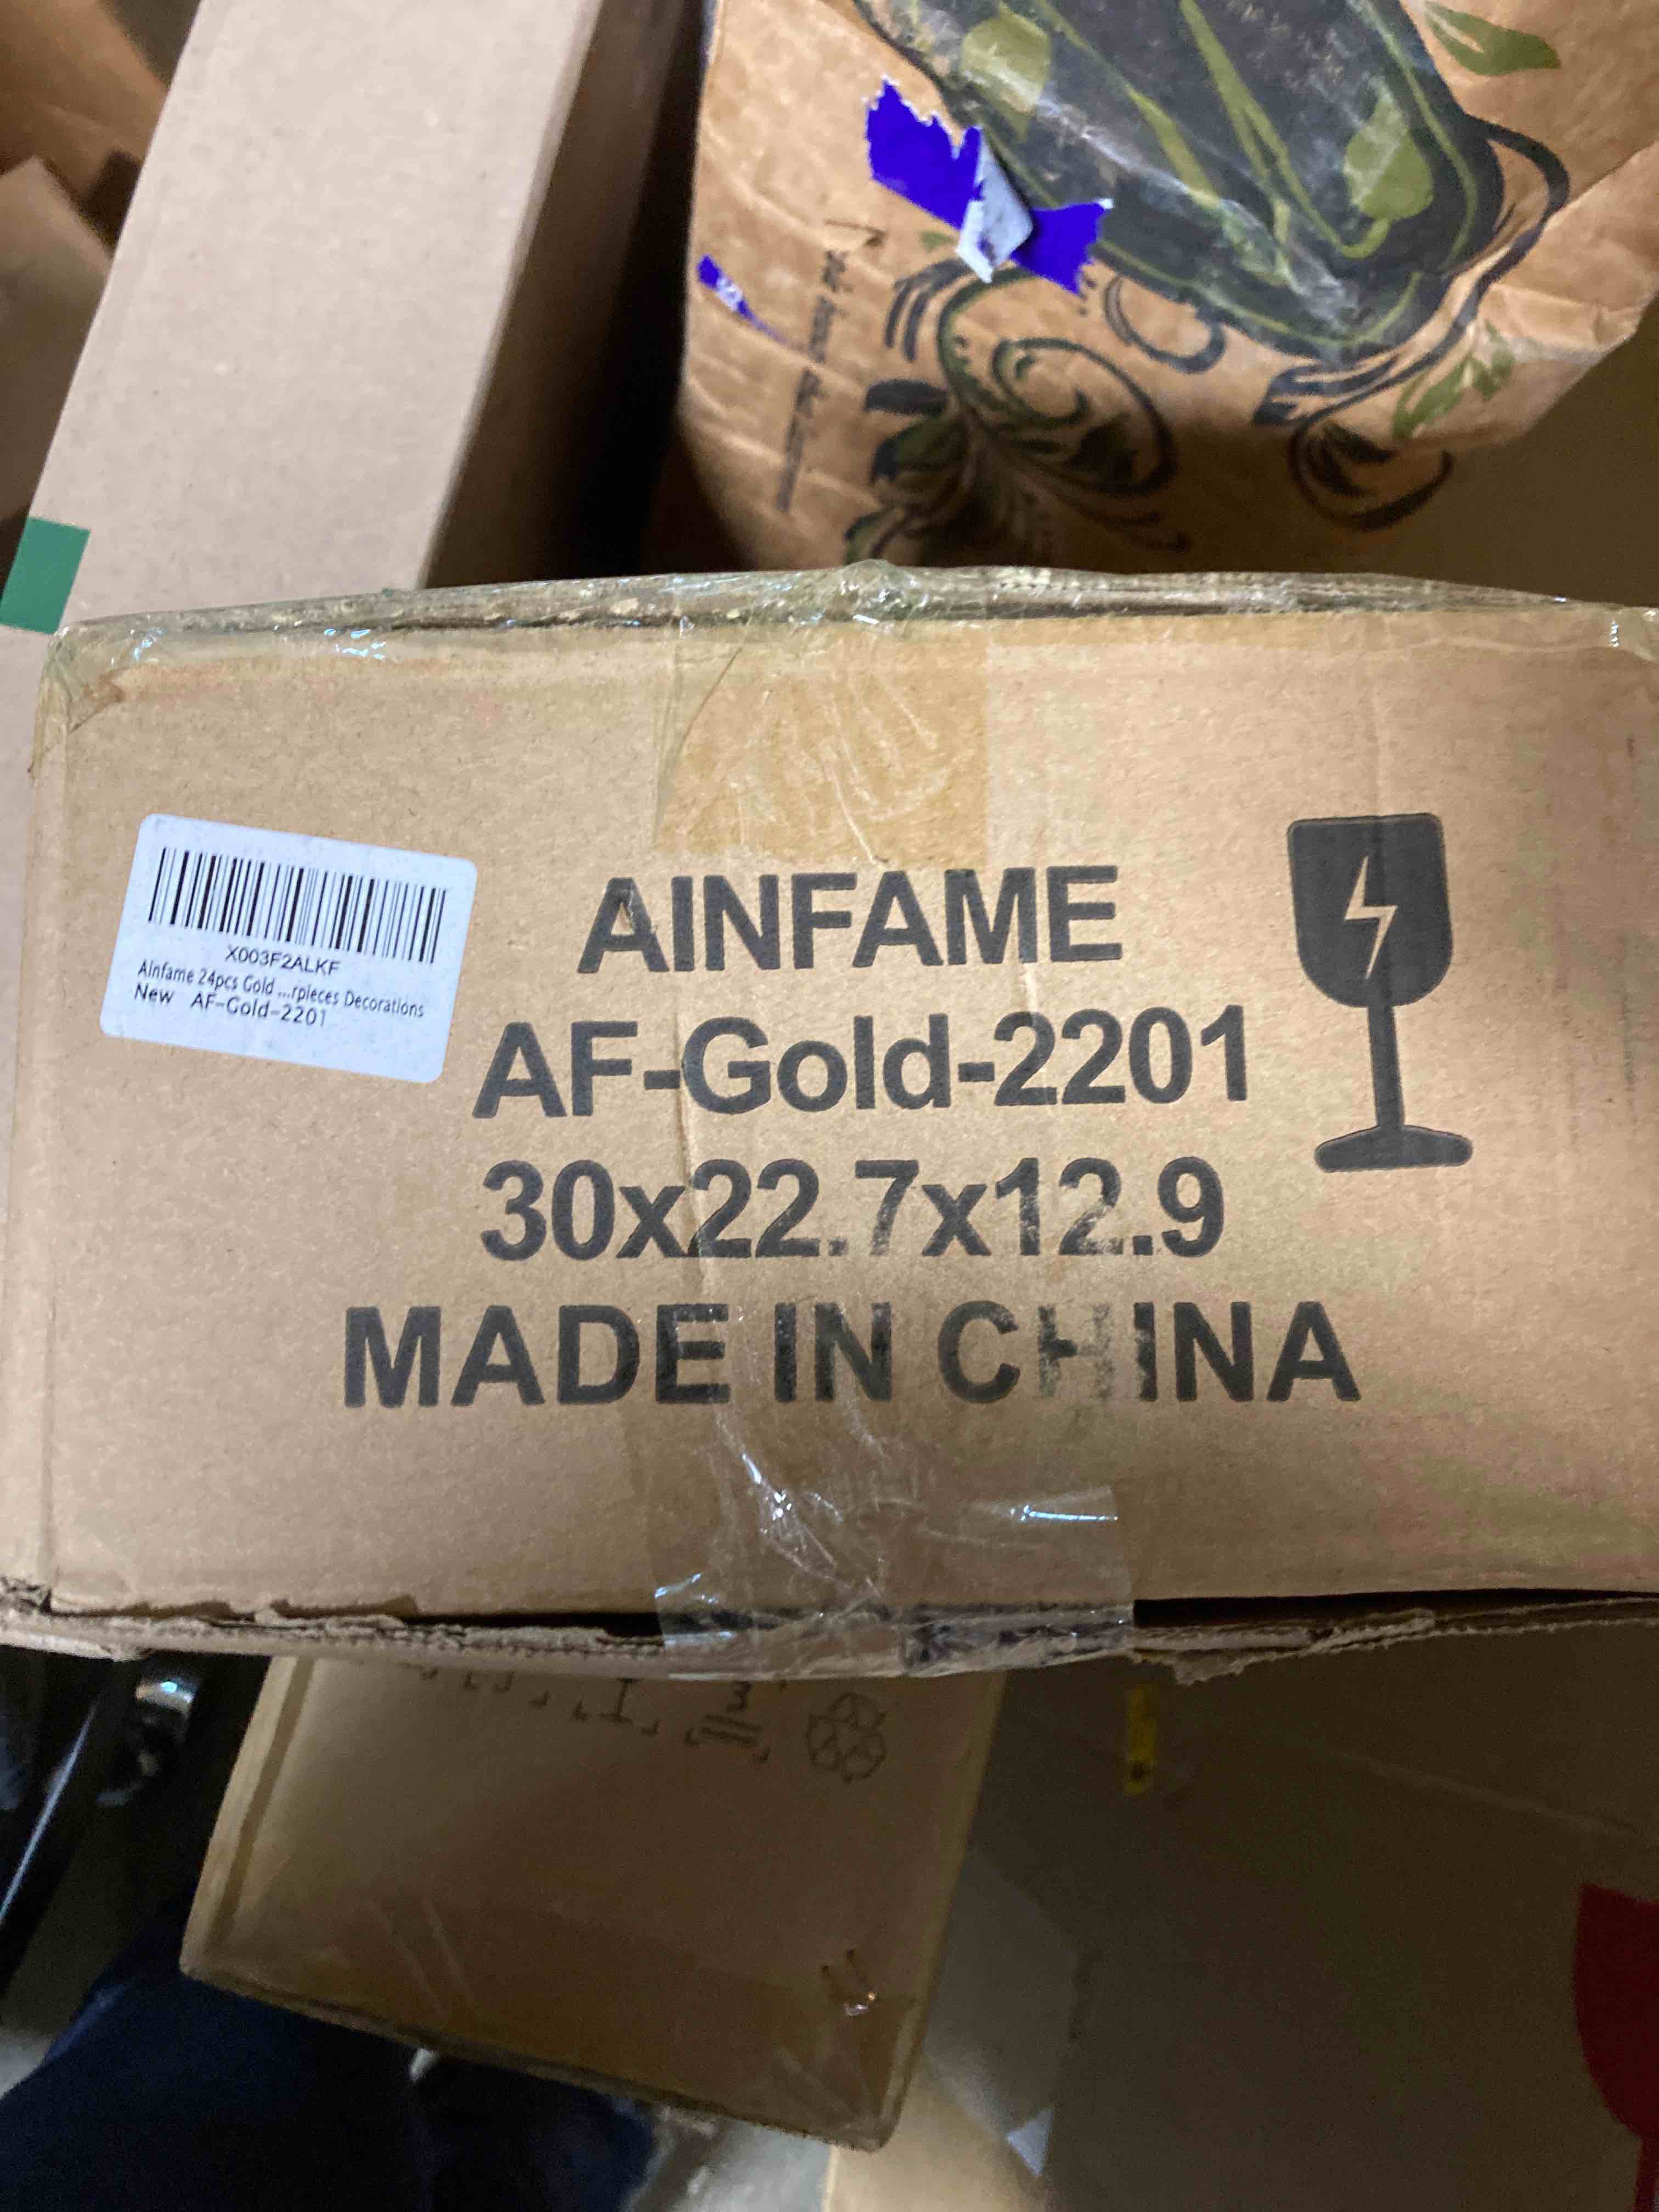 X003F2ALKF
Ainfame 24pcs Gold ...rpieces Decorations
New AF-Gold-2201
AINFAME
AF-Gold-2201
30x22.7x12.9
MADE IN CHINA